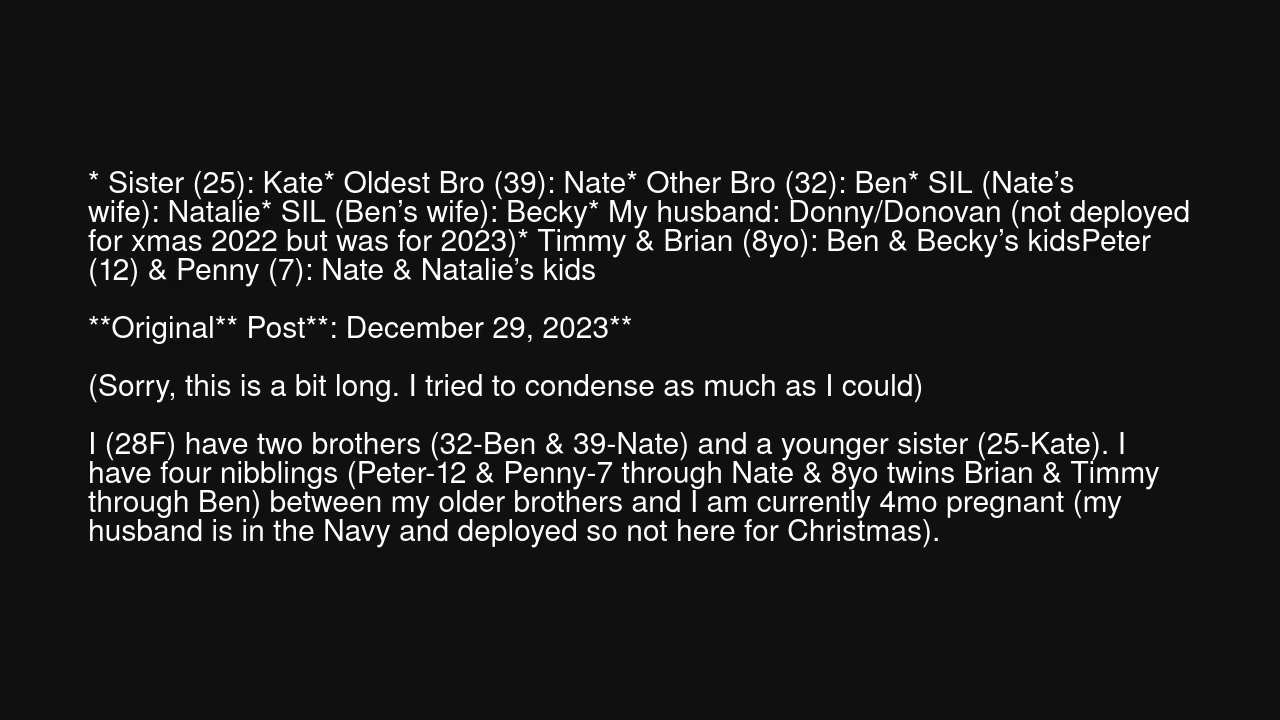 * Sister (25): Kate* Oldest Bro (39): Nate* Other Bro (32): Ben* SIL (Nate’s
wife): Natalie* SIL (Ben’s wife): Becky* My husband: Donny/Donovan (not deployed
for xmas 2022 but was for 2023)* Timmy & Brian (8yo): Ben & Becky’s kidsPeter
(12) & Penny (7): Nate & Natalie’s kids
**Original** Post**: December 29, 2023**
(Sorry, this is a bit long. I tried to condense as much as I could)
I (28F) have two brothers (32-Ben & 39-Nate) and a younger sister (25-Kate). I
have four nibblings (Peter-12 & Penny-7 through Nate & 8yo twins Brian & Timmy
through Ben) between my older brothers and I am currently 4mo pregnant (my
husband is in the Navy and deployed so not here for Christmas).